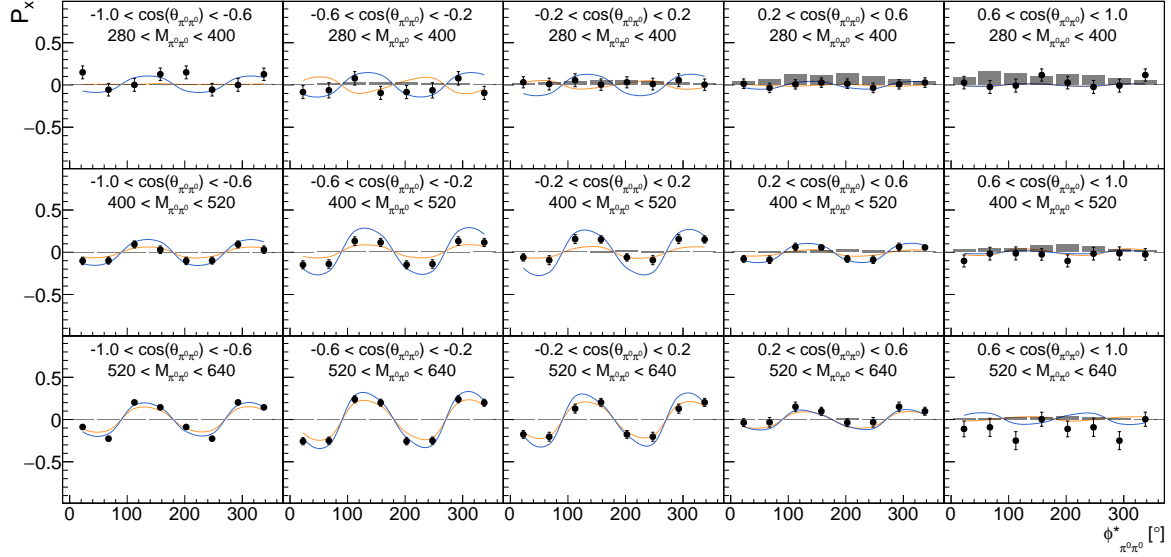 P_x
-1.0 < cos(θ_π⁰π⁰) < -0.6 -0.6 < cos(θ_π⁰π⁰) < -0.2 -0.2 < cos(θ_π⁰π⁰) < 0.2 0.2 < cos(θ_π⁰π⁰) < 0.6 0.6 < cos(θ_π⁰π⁰) < 1.0
280 < M_π⁰π⁰ < 400 280 < M_π⁰π⁰ < 400 280 < M_π⁰π⁰ < 400 280 < M_π⁰π⁰ < 400 280 < M_π⁰π⁰ < 400
0.5
0
−0.5
-1.0 < cos(θ_π⁰π⁰) < -0.6 -0.6 < cos(θ_π⁰π⁰) < -0.2 -0.2 < cos(θ_π⁰π⁰) < 0.2 0.2 < cos(θ_π⁰π⁰) < 0.6 0.6 < cos(θ_π⁰π⁰) < 1.0
400 < M_π⁰π⁰ < 520 400 < M_π⁰π⁰ < 520 400 < M_π⁰π⁰ < 520 400 < M_π⁰π⁰ < 520 400 < M_π⁰π⁰ < 520
0.5
0
−0.5
-1.0 < cos(θ_π⁰π⁰) < -0.6 -0.6 < cos(θ_π⁰π⁰) < -0.2 -0.2 < cos(θ_π⁰π⁰) < 0.2 0.2 < cos(θ_π⁰π⁰) < 0.6 0.6 < cos(θ_π⁰π⁰) < 1.0
520 < M_π⁰π⁰ < 640 520 < M_π⁰π⁰ < 640 520 < M_π⁰π⁰ < 640 520 < M_π⁰π⁰ < 640 520 < M_π⁰π⁰ < 640
0.5
0
−0.5
0 100 200 300 0 100 200 300 0 100 200 300 0 100 200 300 0 100 200 300
ϕ*_π⁰π⁰ [°]